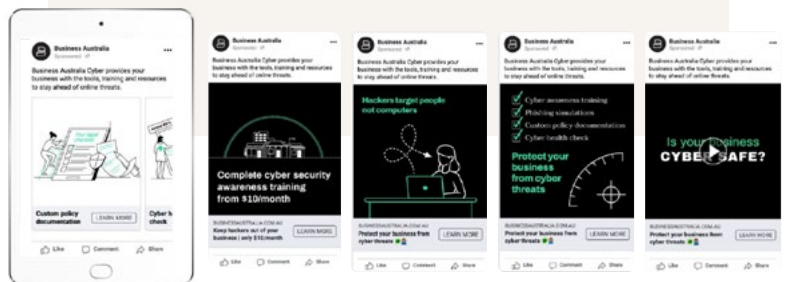 Business Australia
Sponsored
Business Australia Cyber provides your
business with the tools, training and resources
to stay ahead of online threats.
Custom policy
documentation
LEARN MORE
Cyber h
check
Like
Comment
Share
Business Australia
Sponsored
Business Australia Cyber provides your
business with the tools, training and resources
to stay ahead of online threats.
Complete cyber security
awareness training
from $10/month
BUSINESSAUSTRALIA.COM.AU
Keep hackers out of your
business | only $10/month
LEARN MORE
Like
Comment
Share
Business Australia
Sponsored
Business Australia Cyber provides your
business with the tools, training and resources
to stay ahead of online threats.
Hackers target people
not computers
BUSINESSAUSTRALIA.COM.AU
Protect your business from
cyber threats
LEARN MORE
Like
Comment
Share
Business Australia
Sponsored
Business Australia Cyber provides your
business with the tools, training and resources
to stay ahead of online threats.
Cyber awareness training
Phishing simulations
Custom policy documentation
Cyber health check
Protect your
business
from cyber
threats
BUSINESSAUSTRALIA.COM.AU
Protect your business from
cyber threats
LEARN MORE
Like
Comment
Share
Business Australia
Sponsored
Business Australia Cyber provides your
business with the tools, training and resources
to stay ahead of online threats.
Is your business
CYBER SAFE?
BUSINESSAUSTRALIA.COM.AU
Protect your business from
cyber threats
LEARN MORE
Like
Comment
Share